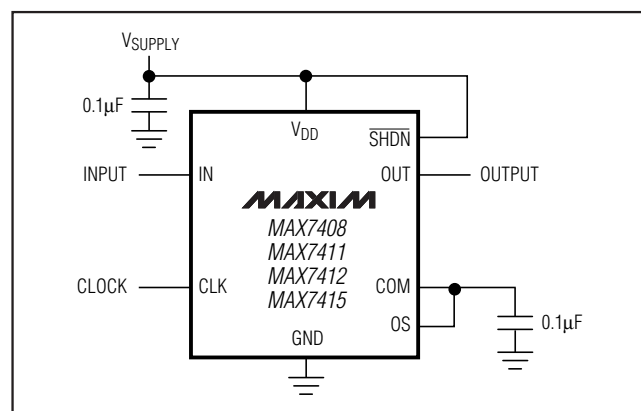 VSUPPLY
0.1µF
VDD
SHDN
INPUT
IN
OUT
OUTPUT
MAXIM
MAX7408
MAX7411
MAX7412
MAX7415
CLOCK
CLK
COM
OS
0.1µF
GND